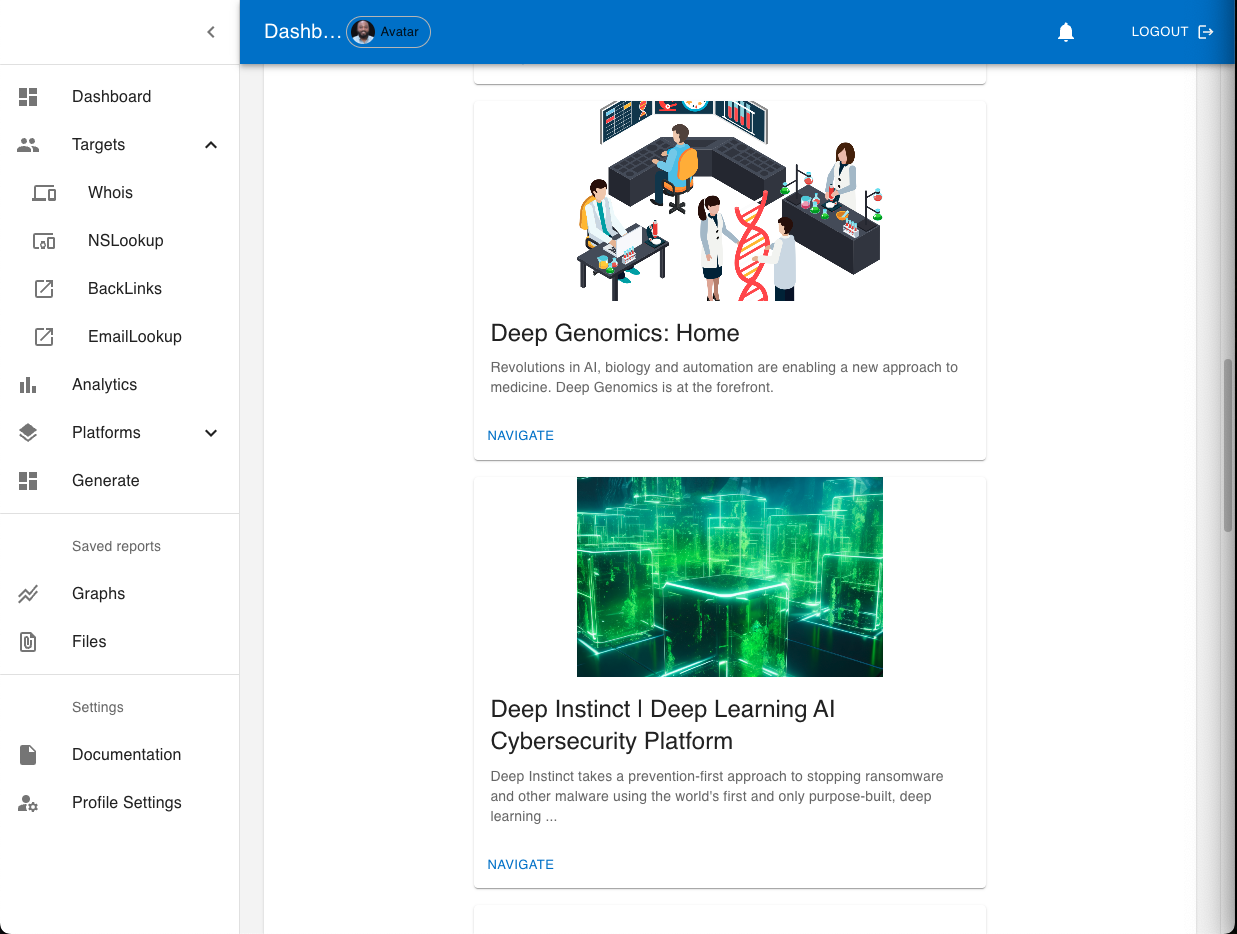 Dashb...
Avatar
LOGOUT
Dashboard
Targets
Whois
NSLookup
BackLinks
EmailLookup
Analytics
Platforms
Generate
Saved reports
Graphs
Files
Settings
Documentation
Profile Settings
Deep Genomics: Home
Revolutions in AI, biology and automation are enabling a new approach to
medicine. Deep Genomics is at the forefront.
NAVIGATE
Deep Instinct | Deep Learning AI
Cybersecurity Platform
Deep Instinct takes a prevention-first approach to stopping ransomware
and other malware using the world's first and only purpose-built, deep
learning ...
NAVIGATE